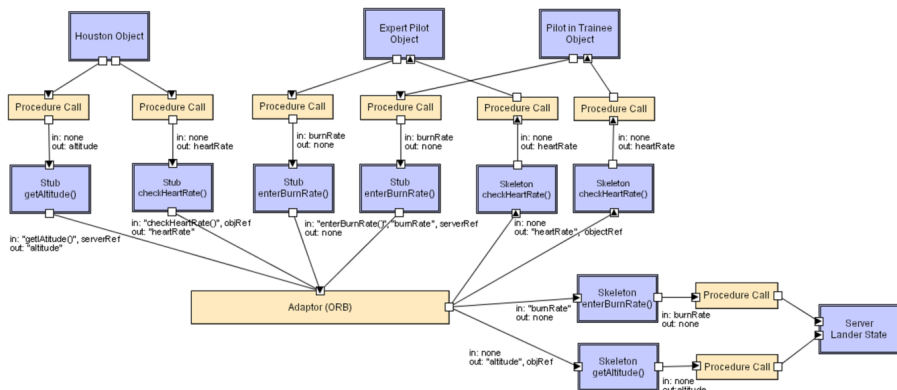 Houston Object
Expert Pilot
Object
Pilot in Trainee
Object
Procedure Call
Procedure Call
Procedure Call
Procedure Call
Procedure Call
Procedure Call
in: none
out: altitude
in: none
out: heartRate
in: burnRate
out: none
in: burnRate
out: none
in: none
out: heartRate
in: none
out: heartRate
Stub
getAltitude()
Stub
checkHeartRate()
Stub
enterBurnRate()
Stub
enterBurnRate()
Skeleton
checkHeartRate()
Skeleton
checkHeartRate()
in: "getlAtitude()", serverRef
out: "altitude"
in: "checkHeartRate()", objRef
out: "heartRate"
in: "enterBurnRate()", "burnRate", serverRef
out: none
in: none
out: "heartRate", objectRef
Adaptor (ORB)
in: "burnRate"
out: none
Skeleton
enterBurnRate()
in: burnRate
out: none
Procedure Call
Server
Lander State
in: none
out: "altitude", objRef
Skeleton
getAltitude()
in: none
out:altitude
Procedure Call